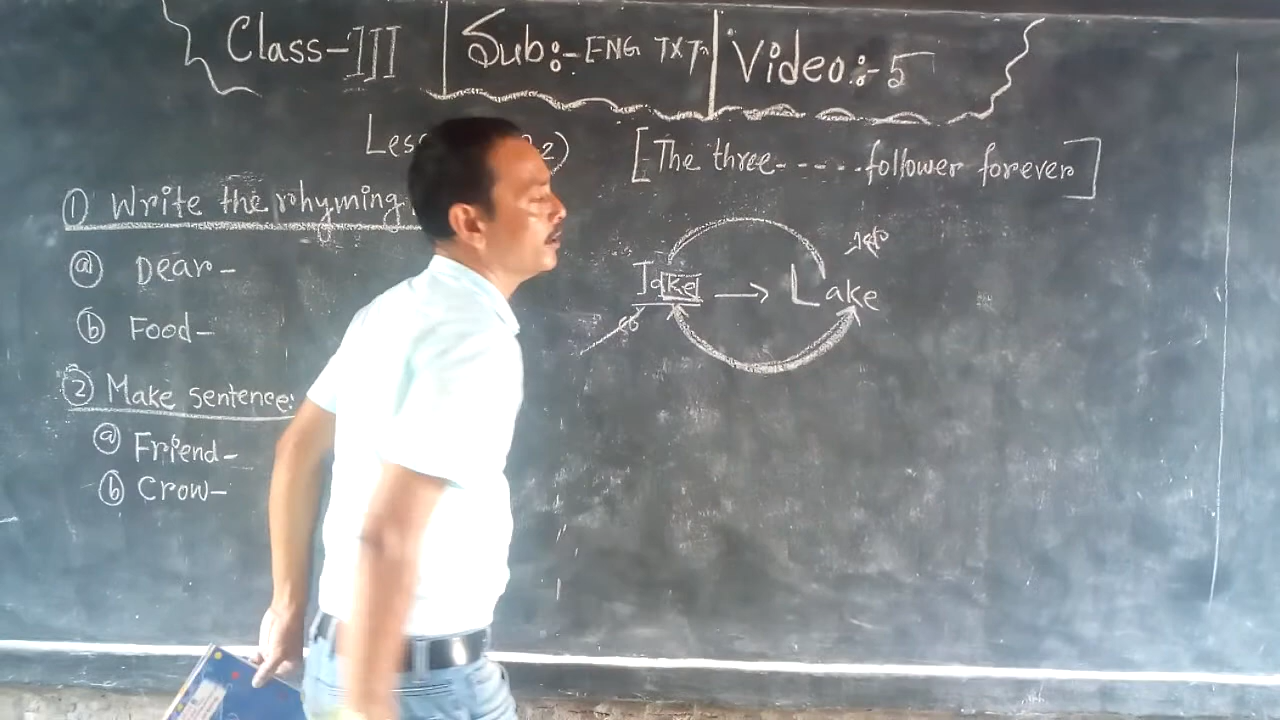 Class-III | Sub:- ENG TXT | Video:- 5
2) [The three- - - - . . follower forever]
① Write the rhyming
ⓐ Dear-
ⓑ Food-
Take → Lake
② Make sentence:
ⓐ Friend-
ⓑ Crow-